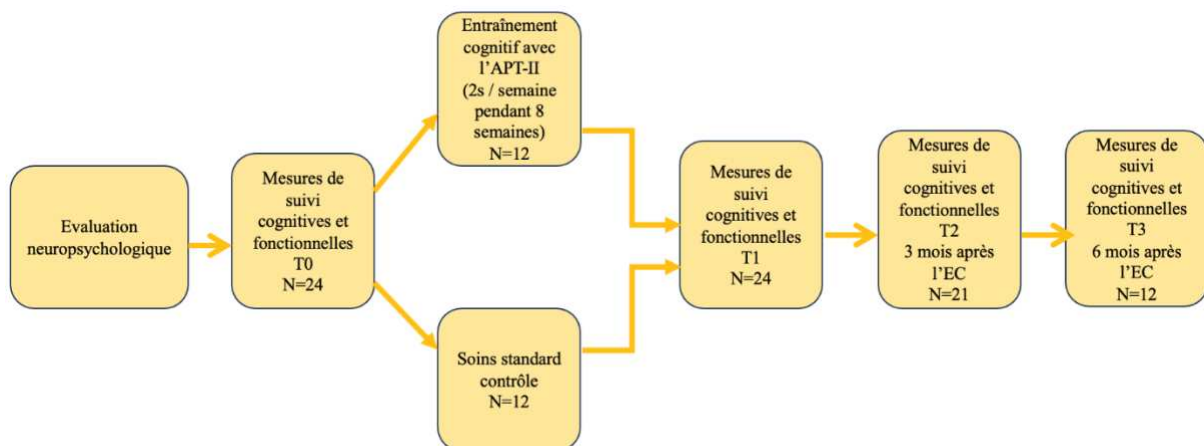 Evaluation
neuropsychologique
Mesures de
suivi
cognitives et
fonctionnelles
T0
N=24
Entraînement
cognitif avec
l'APT-II
(2s / semaine
pendant 8
semaines)
N=12
Soins standard
contrôle
N=12
Mesures de
suivi
cognitives et
fonctionnelles
T1
N=24
Mesures de
suivi
cognitives et
fonctionnelles
T2
3 mois après
l'EC
N=21
Mesures de
suivi
cognitives et
fonctionnelles
T3
6 mois après
l'EC
N=12